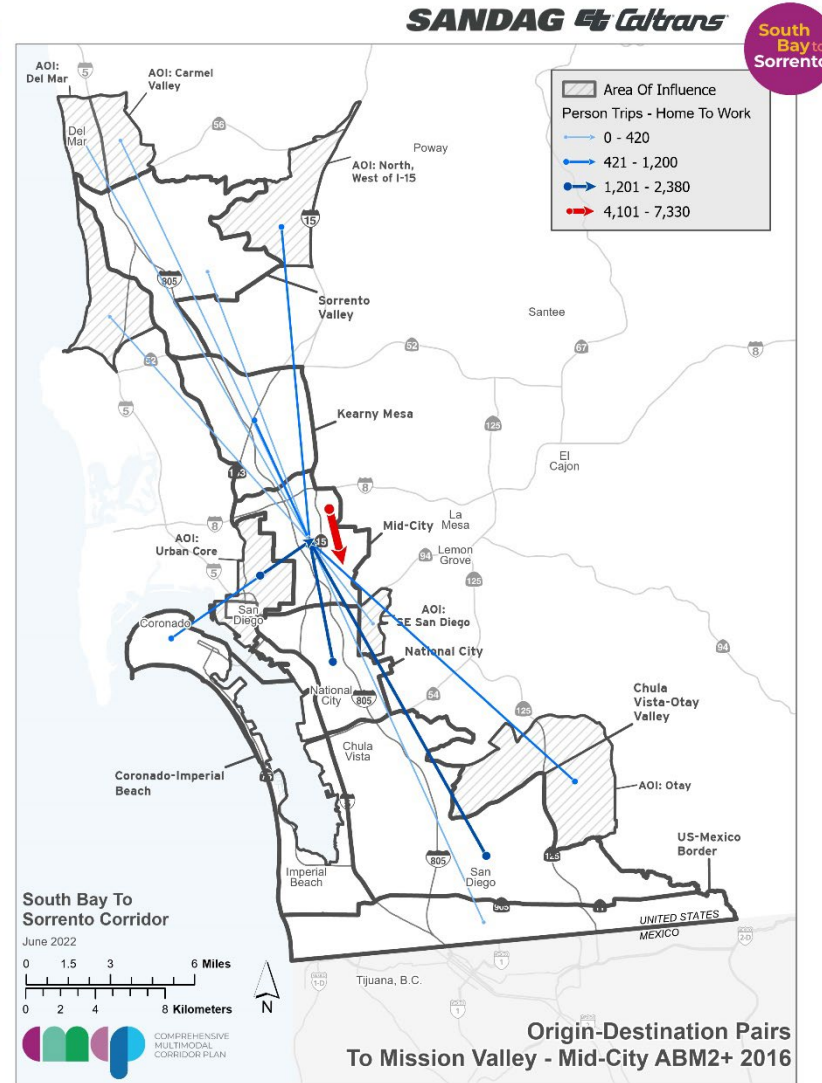 SANDAG Caltrans
South
Bay to
Sorrento
Area Of Influence
Person Trips - Home To Work
0 - 420
421 - 1,200
1,201 - 2,380
4,101 - 7,330
AOI:
Del Mar
5
AOI: Carmel
Valley
Del
Mar
56
Poway
AOI: North,
West of I-15
15
805
Sorrento
Valley
Santee
52
52
67
8
5
Kearny Mesa
125
El
Cajon
8
8
La
Mesa
Mid-City
15
AOI:
Urban Core
94
Lemon
Grove
125
5
San
Diego
Coronado
AOI:
SE San Diego
National City
94
National
City
805
54
125
Chula
Vista-Otay
Valley
Chula
Vista
Coronado-Imperial
Beach
75
5
AOI: Otay
US-Mexico
Border
805
125
San
Diego
Imperial
Beach
905
11
UNITED STATES
MEXICO
2-D
1-D
1
Tijuana, B.C.
1
South Bay To
Sorrento Corridor
June 2022
0 1.5 3 6 Miles
0 2 4 8 Kilometers
N
cmcp
COMPREHENSIVE
MULTIMODAL
CORRIDOR PLAN
Origin-Destination Pairs
To Mission Valley - Mid-City ABM2+ 2016